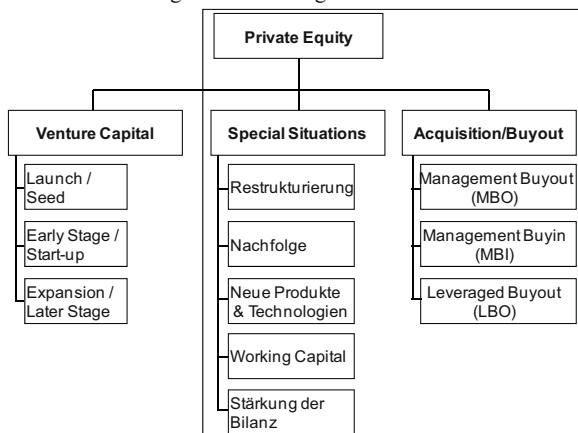 Private Equity
Venture Capital
Launch /
Seed
Early Stage /
Start-up
Expansion /
Later Stage
Special Situations
Restrukturierung
Nachfolge
Neue Produkte
& Technologien
Working Capital
Stärkung der
Bilanz
Acquisition/Buyout
Management Buyout
(MBO)
Management Buyin
(MBI)
Leveraged Buyout
(LBO)